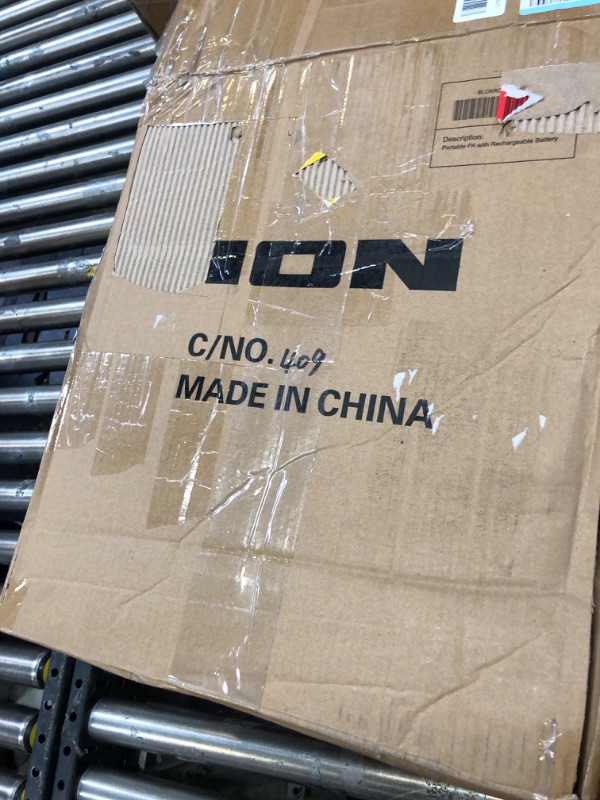 Description:
Portable PA with Rechargeable Battery
ION
C/NO. 409
MADE IN CHINA